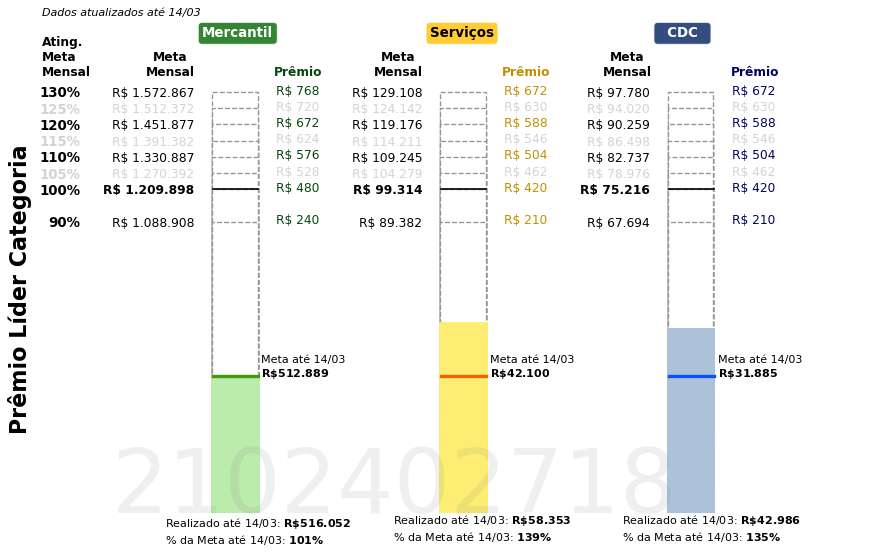 Dados atualizados até 14/03
Mercantil Serviços CDC
Ating. Meta Mensal
Meta Mensal Prêmio Meta Mensal Prêmio Meta Mensal Prêmio
130% R$ 1.572.867 R$ 768 R$ 129.108 R$ 672 R$ 97.780 R$ 672
125% R$ 1.512.372 R$ 720 R$ 124.142 R$ 630 R$ 94.020 R$ 630
120% R$ 1.451.877 R$ 672 R$ 119.176 R$ 588 R$ 90.259 R$ 588
115% R$ 1.391.382 R$ 624 R$ 114.211 R$ 546 R$ 86.498 R$ 546
110% R$ 1.330.887 R$ 576 R$ 109.245 R$ 504 R$ 82.737 R$ 504
105% R$ 1.270.392 R$ 528 R$ 104.279 R$ 462 R$ 78.976 R$ 462
100% R$ 1.209.898 R$ 480 R$ 99.314 R$ 420 R$ 75.216 R$ 420
90% R$ 1.088.908 R$ 240 R$ 89.382 R$ 210 R$ 67.694 R$ 210
Prêmio Líder Categoria
Meta até 14/03 Meta até 14/03 Meta até 14/03
R$512.889 R$42.100 R$31.885
2102402718
Realizado até 14/03: R$516.052 Realizado até 14/03: R$58.353 Realizado até 14/03: R$42.986
% da Meta até 14/03: 101% % da Meta até 14/03: 139% % da Meta até 14/03: 135%